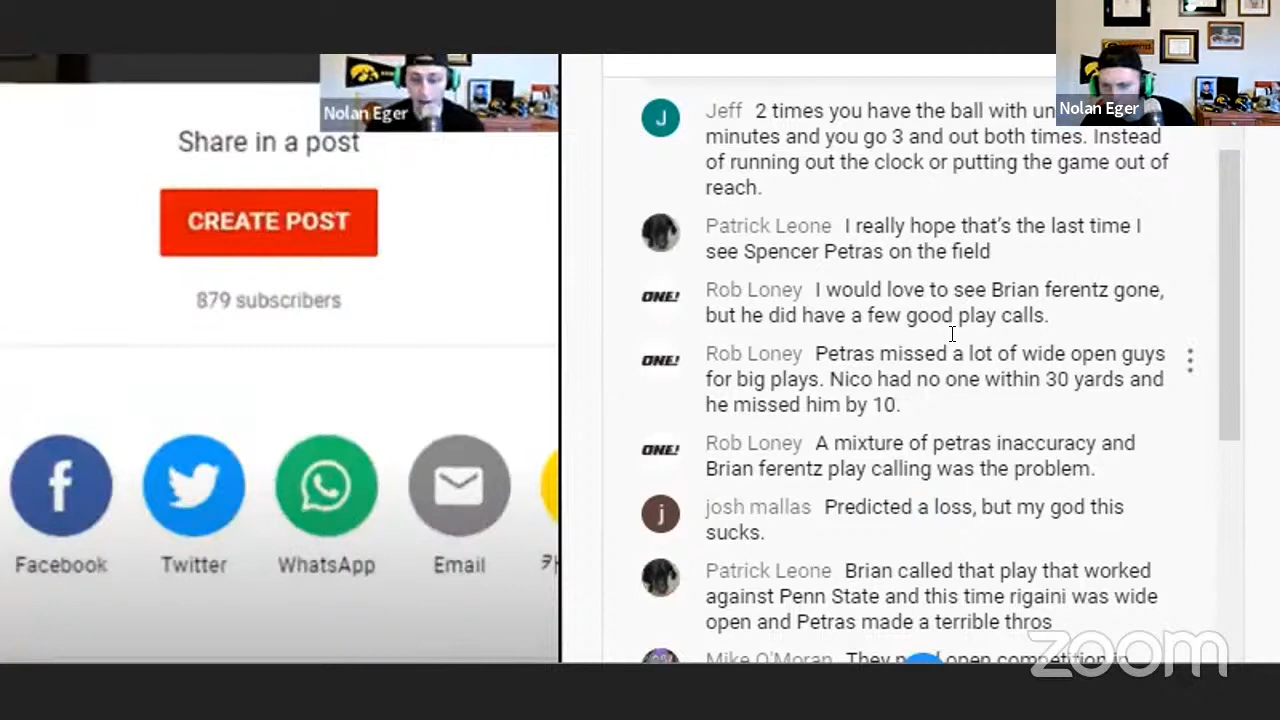 Nolan Eger
Share in a post
CREATE POST
879 subscribers
Facebook
Twitter
WhatsApp
Email
Nolan Eger
Jeff 2 times you have the ball with
minutes and you go 3 and out both times. Instead
of running out the clock or putting the game out of
reach.
Patrick Leone I really hope that’s the last time I
see Spencer Petras on the field
ONE!
Rob Loney I would love to see Brian ferentz gone,
but he did have a few good play calls.
ONE!
Rob Loney Petras missed a lot of wide open guys
for big plays. Nico had no one within 30 yards and
he missed him by 10.
ONE!
Rob Loney A mixture of petras inaccuracy and
Brian ferentz play calling was the problem.
j
josh mallas Predicted a loss, but my god this
sucks.
Patrick Leone Brian called that play that worked
against Penn State and this time rigaini was wide
open and Petras made a terrible thros
Mike O'Moran They open competition in
J
zoom